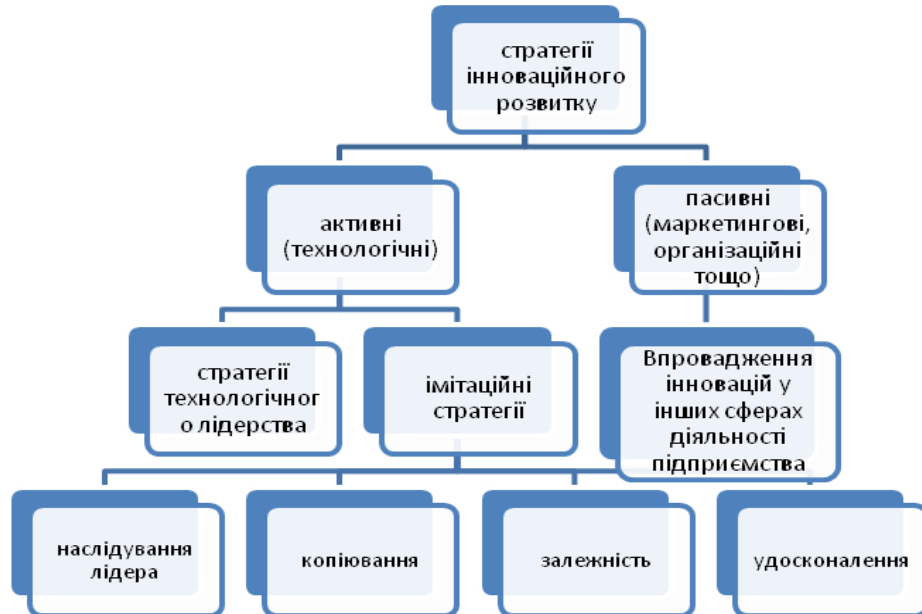 стратегії
інноваційного
розвитку
активні
(технологічні)
пасивні
(маркетингові,
організаційні
тощо)
стратегії
технологічног
о лідерства
імітаційні
стратегії
Впровадження
інновацій у
інших сферах
діяльності
підприємства
наслідування
лідера
копіювання
залежність
удосконалення